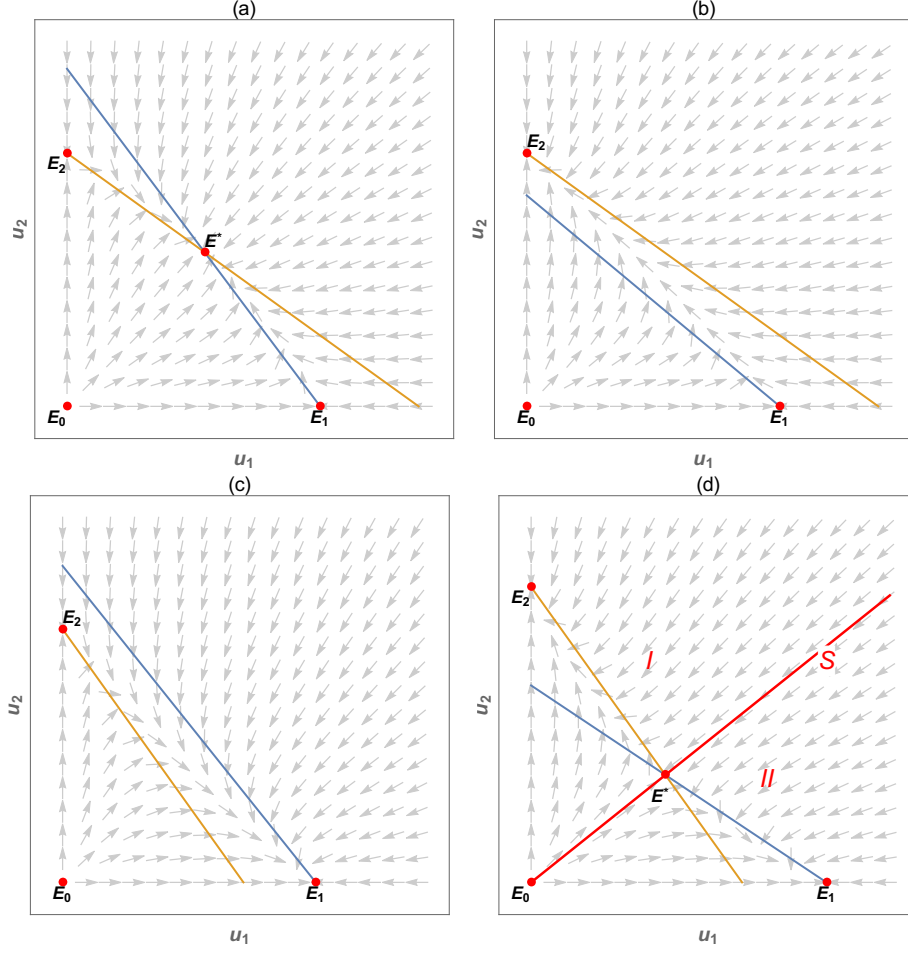 (a)
E₂
E*
u₂
E₀
E₁
u₁
(b)
E₂
u₂
E₀
E₁
u₁
(c)
E₂
u₂
E₀
E₁
u₁
(d)
E₂
I
S
u₂
II
E*
E₀
E₁
u₁